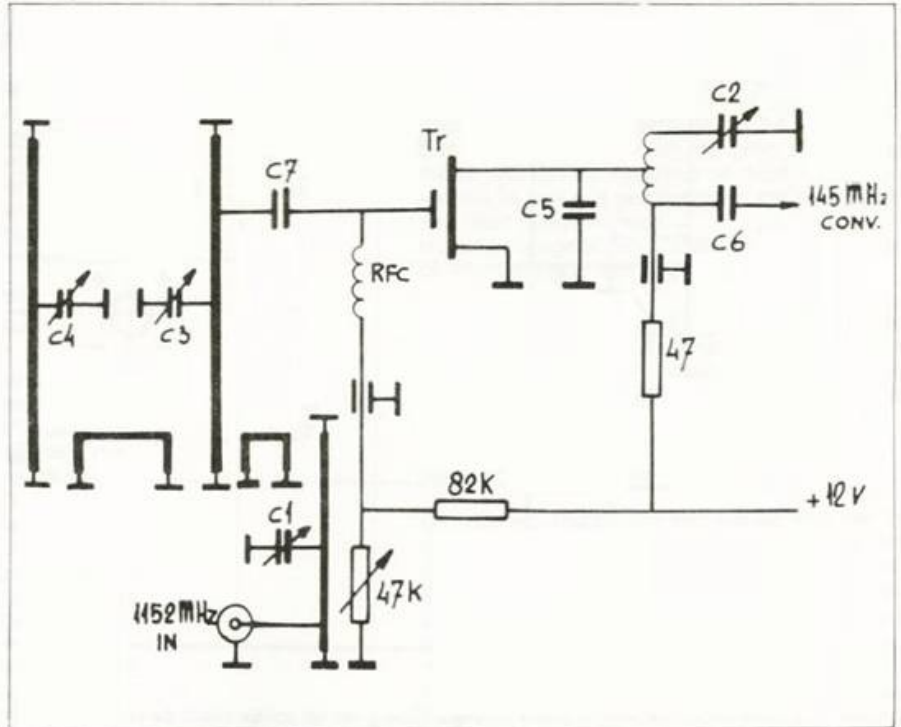 C2
Tr
C7
C5
145 MHz
CONV.
C6
RFC
C4
C3
47
82K
+12V
C1
47K
1152 MHz
IN